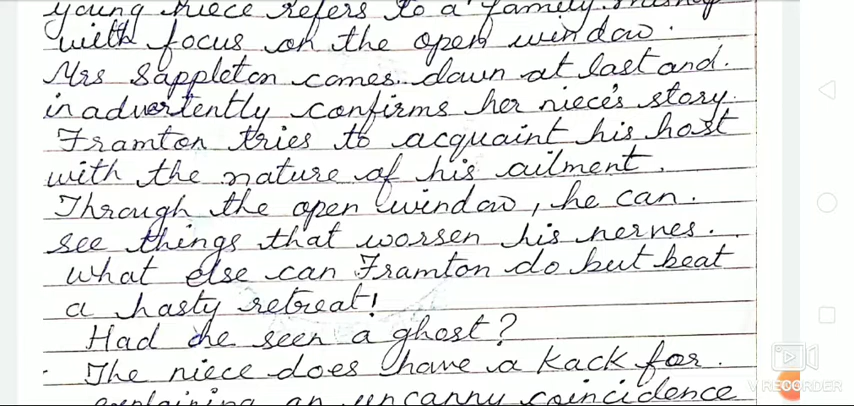 young niece refers to a family
with focus on the open window.
Mrs Sappleton comes down at last and.
inadvertently confirms her niece's story.
Framton tries to acquaint his host
with the nature of his ailment.
Through the open window, he can.
see things that worsen his nerves.
what else can Framton do but beat
a hasty retreat!
Had he seen a ghost?
The niece does have a kack for.
explaining an uncanny coincidence
V RECORDER